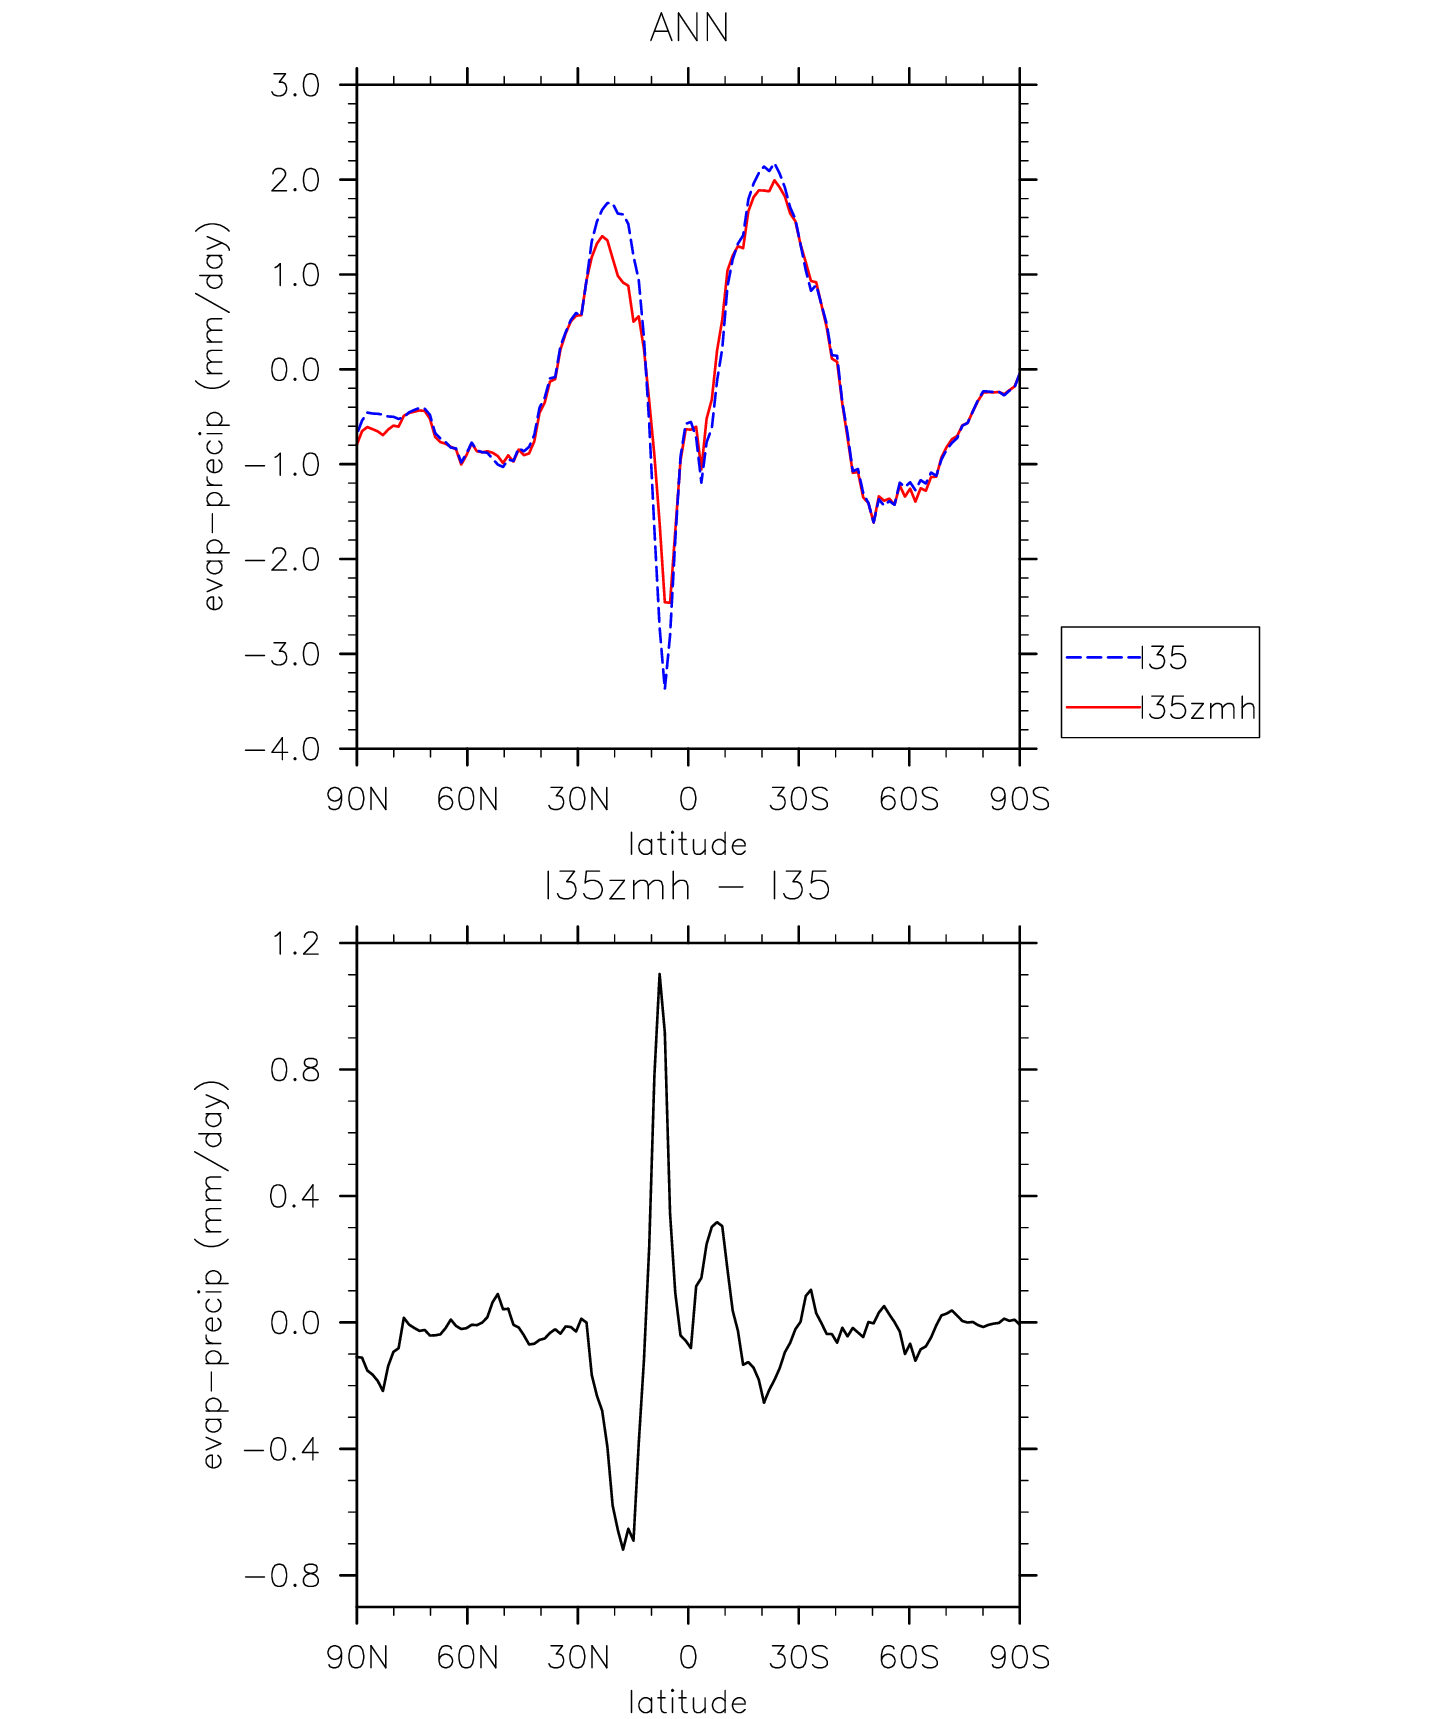 ANN
3.0
2.0
1.0
0.0
−1.0
−2.0
−3.0
−4.0
evap−precip (mm/day)
90N 60N 30N 0 30S 60S 90S
latitude
I35
I35zmh
I35zmh − I35
1.2
0.8
0.4
0.0
−0.4
−0.8
evap−precip (mm/day)
90N 60N 30N 0 30S 60S 90S
latitude